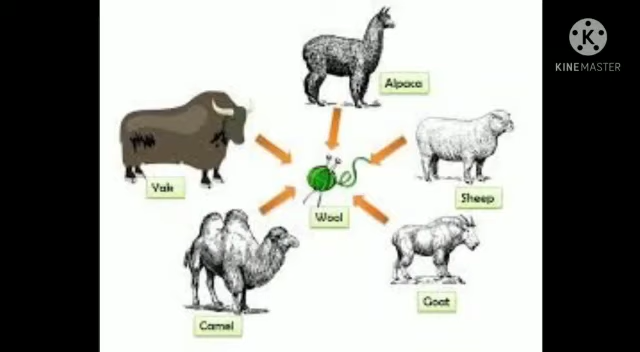 K
KINEMASTER
Alpaca
Yak
Sheep
Wool
Goat
Camel